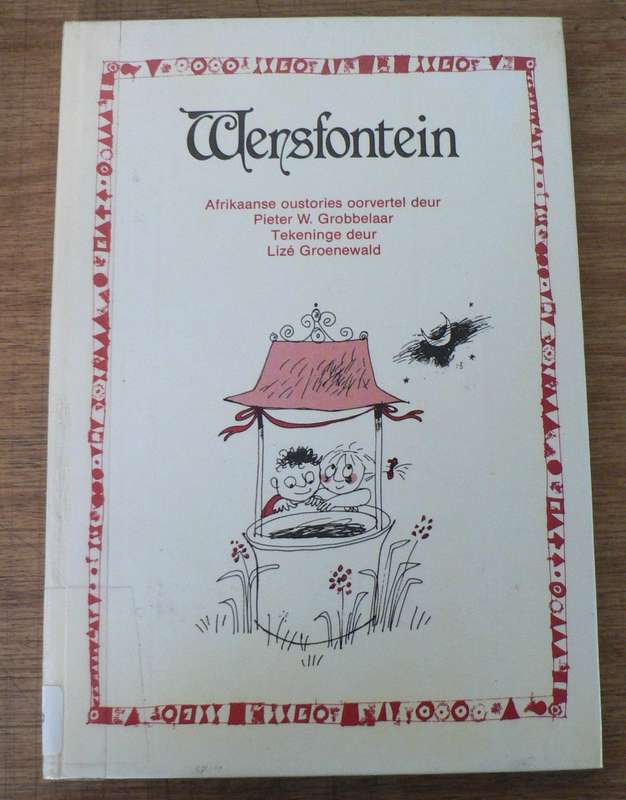 Wensfontein
Afrikaanse oustories oorvertel deur
Pieter W. Grobbelaar
Tekeninge deur
Lizé Groenewald